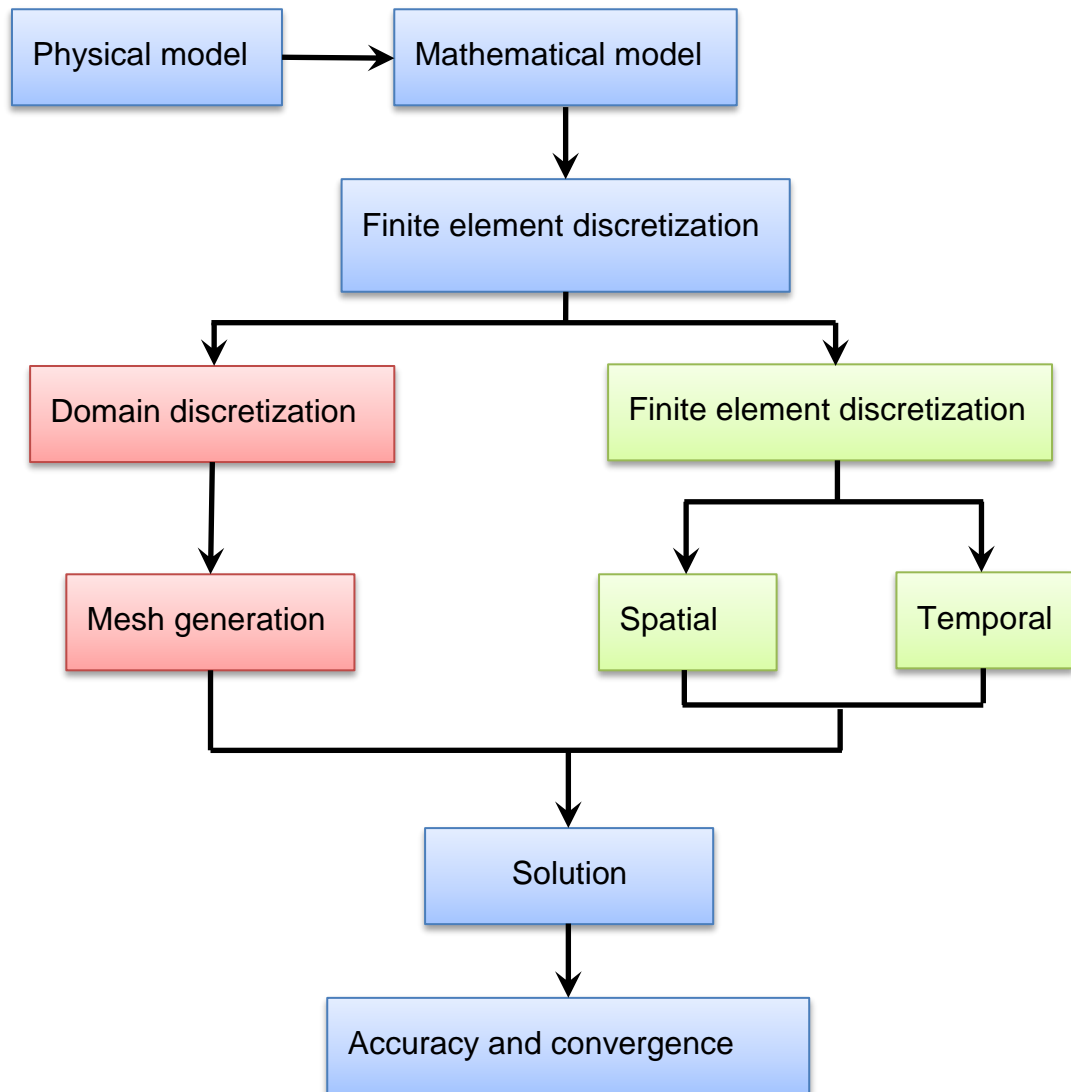 Physical model
Mathematical model
Finite element discretization
Domain discretization
Finite element discretization
Mesh generation
Spatial
Temporal
Solution
Accuracy and convergence